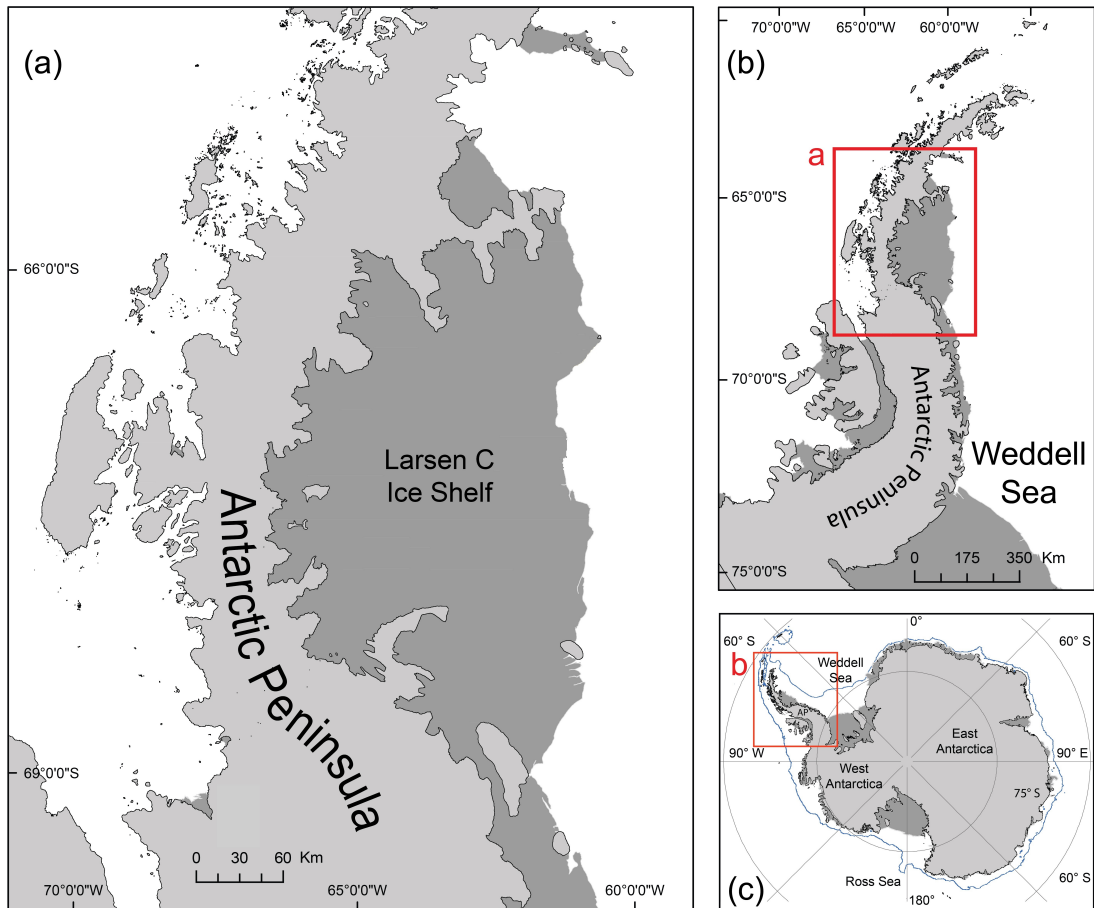 (a)
66°0'0"S
Larsen C
Ice Shelf
Antarctic Peninsula
69°0'0"S
0 30 60 Km
70°0'0"W 65°0'0"W 60°0'0"W
70°0'0"W 65°0'0"W 60°0'0"W
(b)
a
65°0'0"S
70°0'0"S
Antarctic Peninsula
Weddell
Sea
0 175 350 Km
75°0'0"S
0°
60° S 60° S
b
Weddell
Sea
AP
East
Antarctica
90° W 90° E
West
Antarctica
75° S
Ross Sea
60° S
(c)
180°